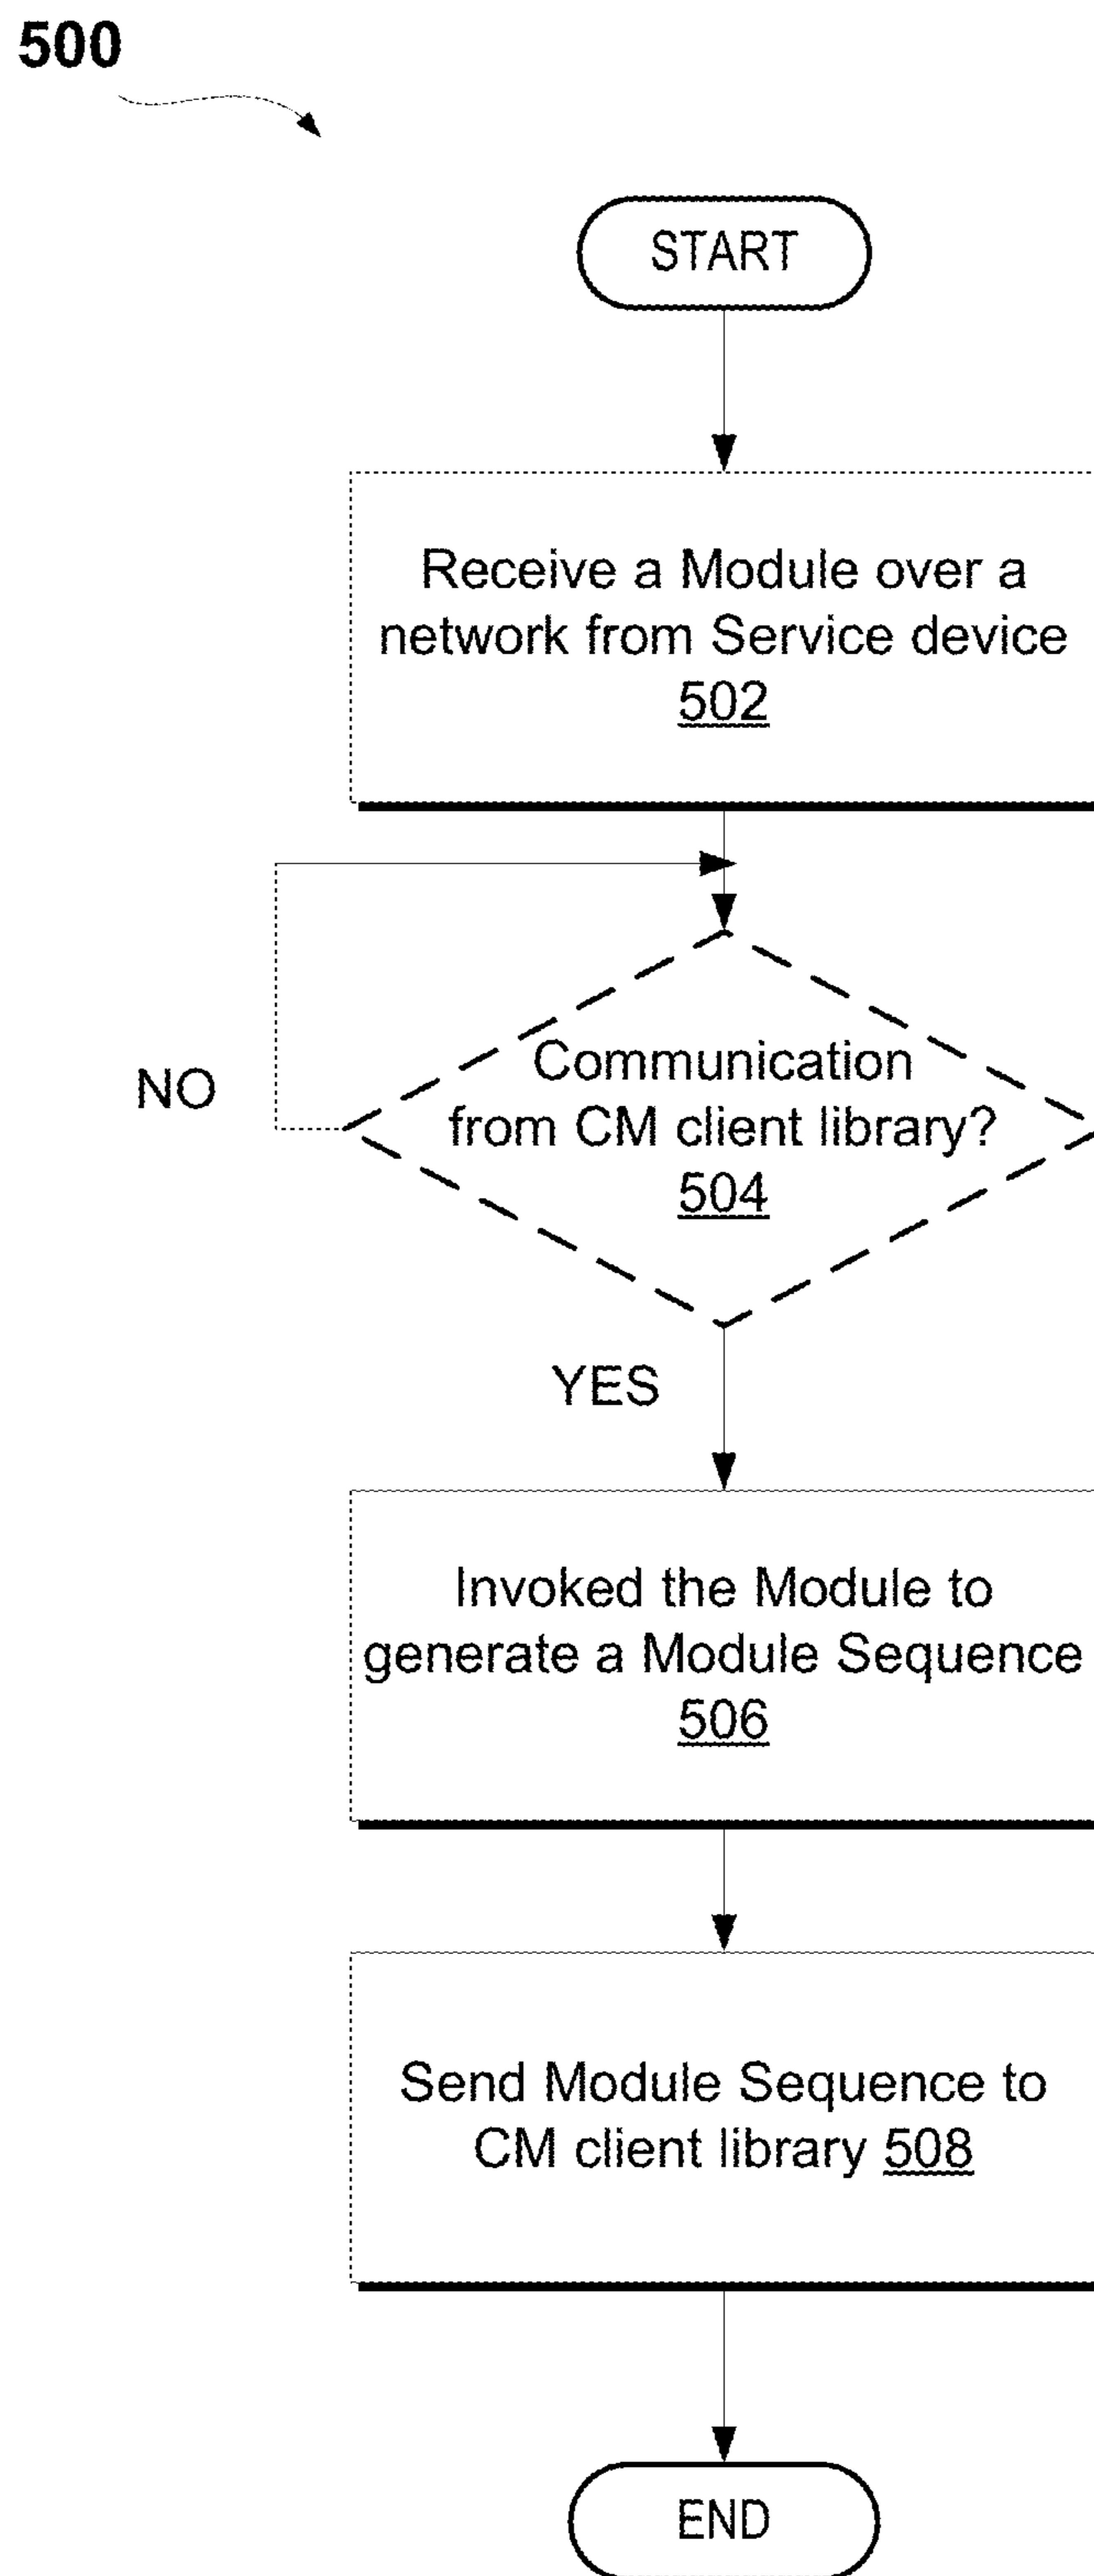 500
START
Receive a Module over a
network from Service device
502
Communication
from CM client library?
504
NO
YES
Invoked the Module to
generate a Module Sequence
506
Send Module Sequence to
CM client library 508
END